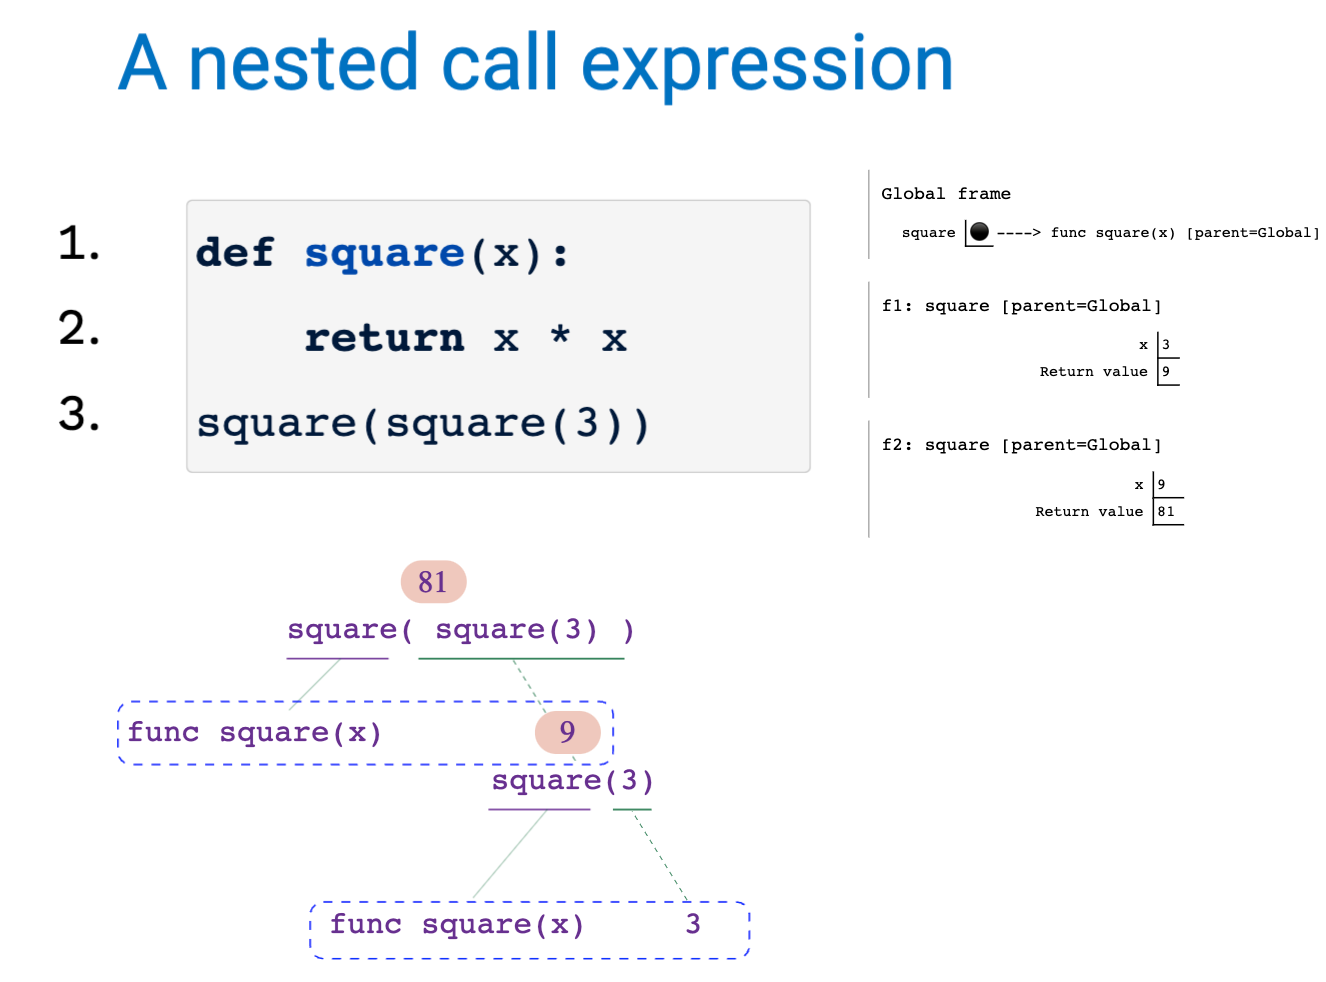 A nested call expression
1. def square(x):
2. return x * x
3. square(square(3))
Global frame
square ----> func square(x) [parent=Global]
f1: square [parent=Global]
x 3
Return value 9
f2: square [parent=Global]
x 9
Return value 81
81
square( square(3) )
func square(x) 9
square(3)
func square(x) 3